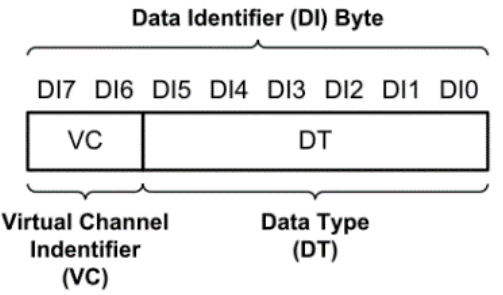 Data Identifier (DI) Byte
DI7 DI6 DI5 DI4 DI3 DI2 DI1 DI0
VC DT
Virtual Channel
Indentifier
(VC)
Data Type
(DT)